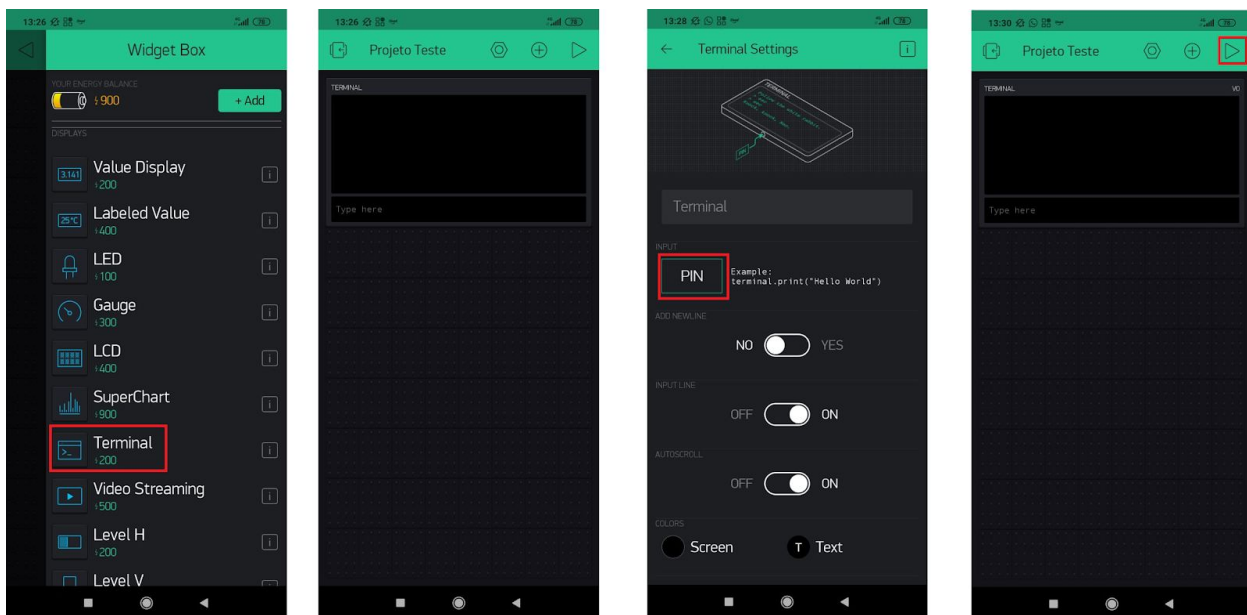 13:26
78
Widget Box
YOUR ENERGY BALANCE
900
+ Add
DISPLAYS
3.141
Value Display
200
25 °C
Labeled Value
400
LED
100
Gauge
300
LCD
400
SuperChart
900
>_
Terminal
200
Video Streaming
500
Level H
200
Level V
13:26
78
Projeto Teste
TERMINAL
Type here
13:28
Terminal Settings
i
TERMINAL
PIN
Terminal
INPUT
PIN
Example:
terminal.print("Hello World")
ADD NEWLINE
NO YES
INPUT LINE
OFF ON
AUTOSCROLL
OFF ON
COLORS
Screen
T Text
13:30
Projeto Teste
TERMINAL V0
Type here